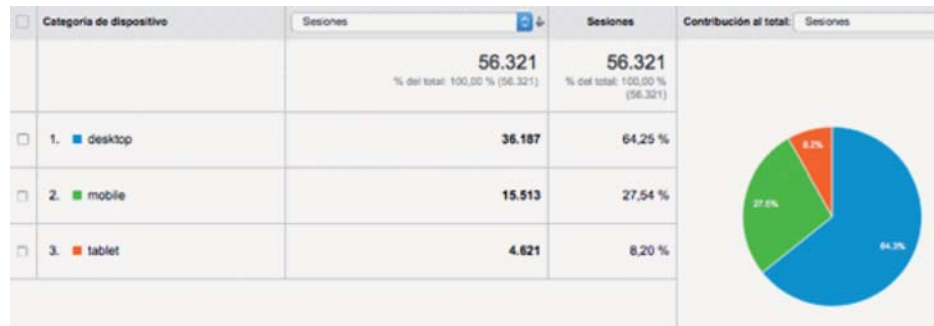 Categoría de dispositivo Sesiones Sesiones Contribución al total: Sesiones
56.321 56.321
% del total: 100,00 % (56.321) % del total: 100,00 %
(56.321)
1. desktop 36.187 64,25 %
2. mobile 15.513 27,54 %
3. tablet 4.621 8,20 %
8.2%
27.5%
64.3%